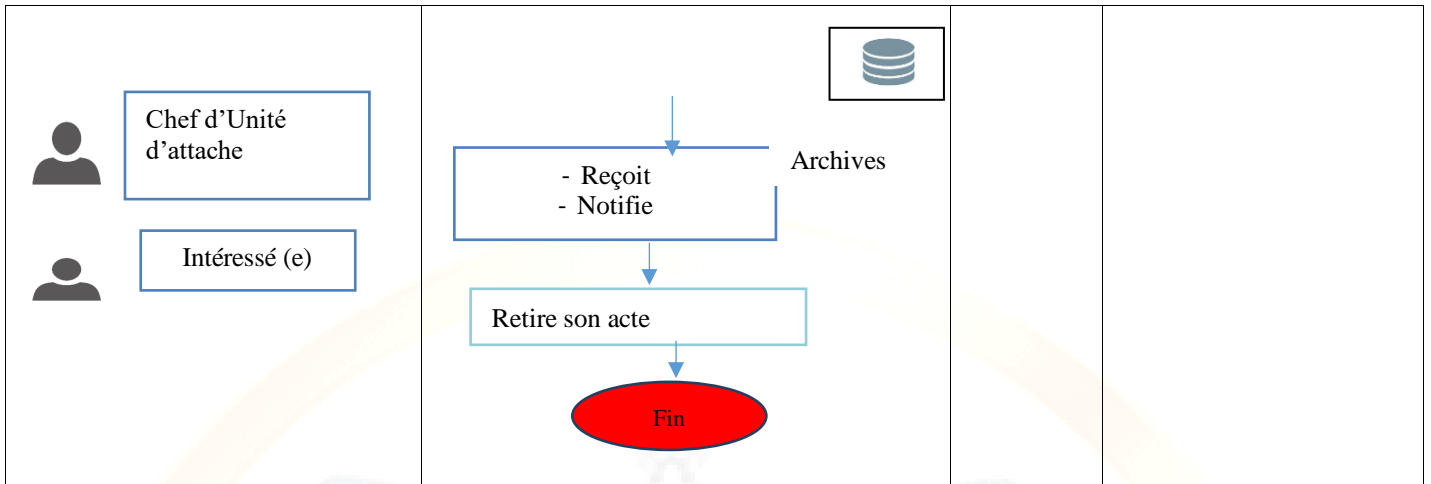 Chef d’Unité
d’attache
Intéressé (e)
Archives
- Reçoit
- Notifie
Retire son acte
Fin